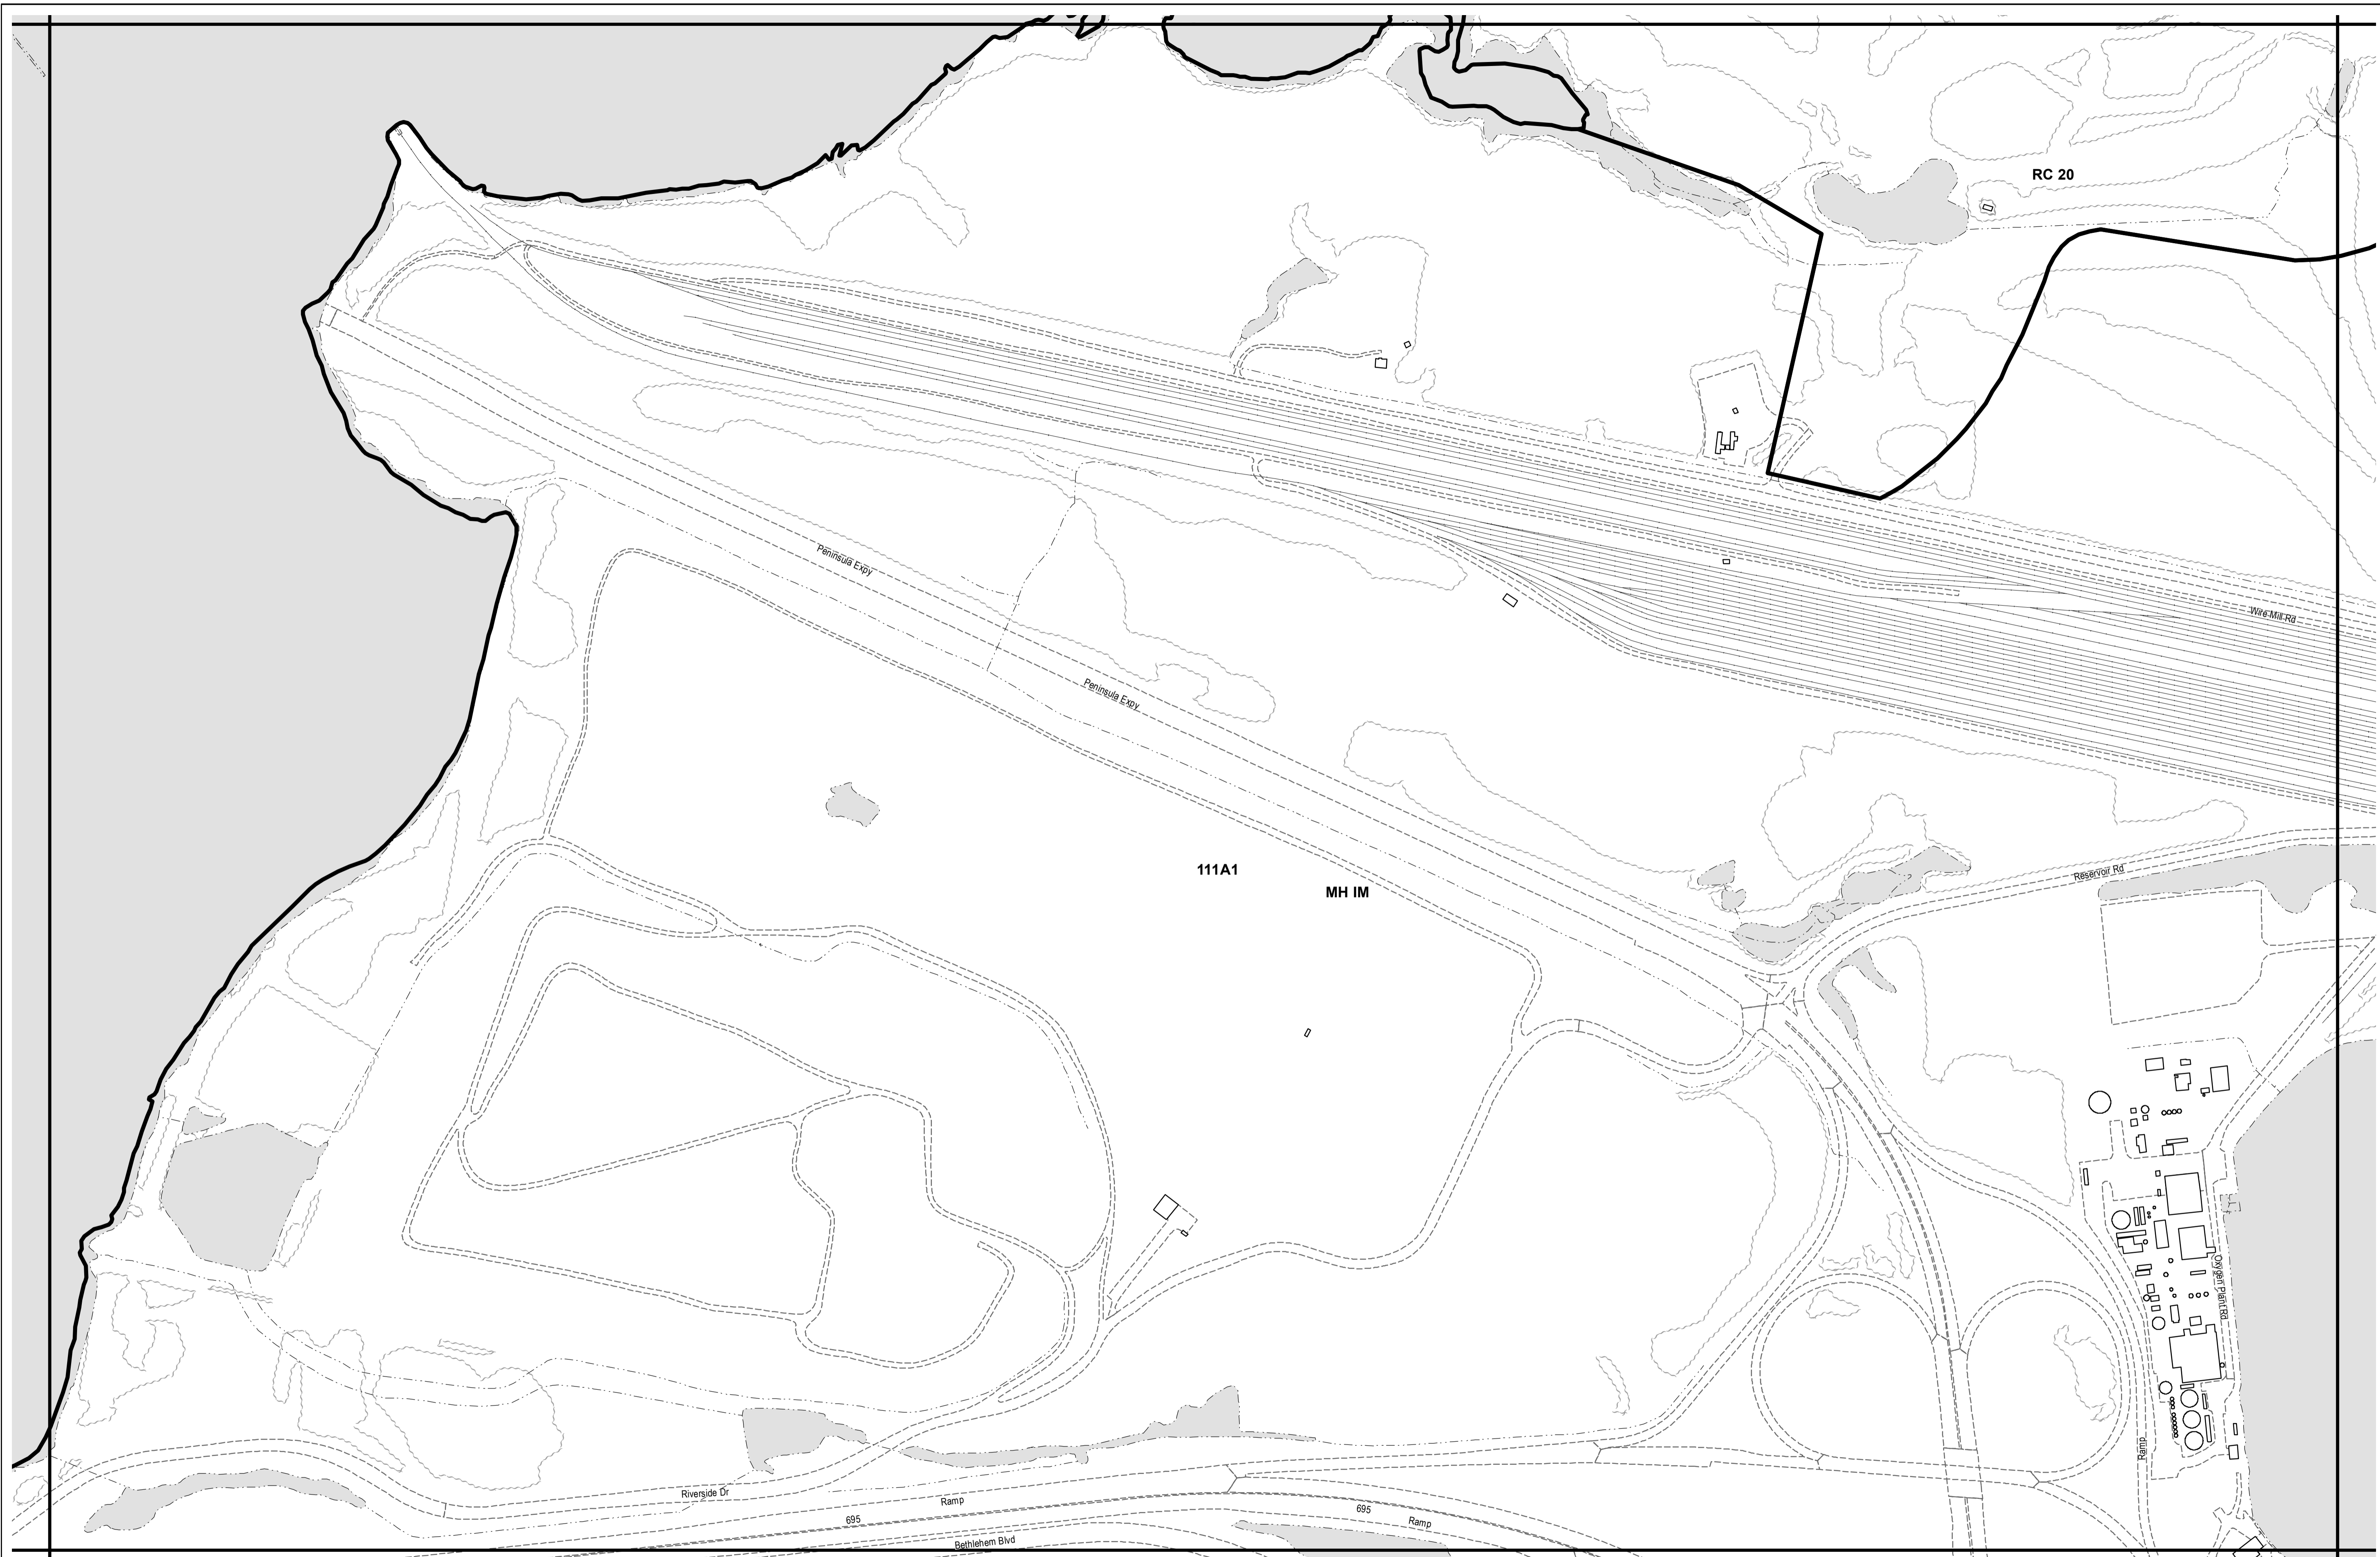 RC 20
Peninsula Expy
Wire Mill Rd
Peninsula Expy
111A1
MH IM
Reservoir Rd
Oxygen Plant Rd
Ramp
Riverside Dr
Ramp
695
695
Ramp
Bethlehem Blvd